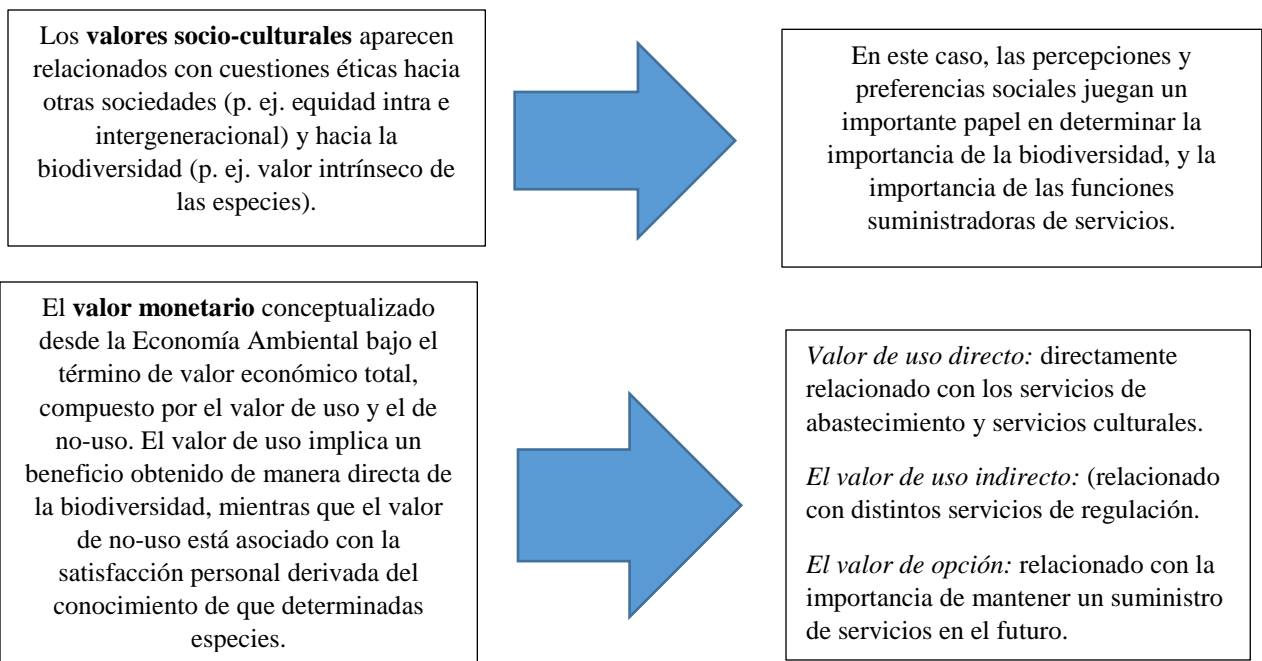 Los valores socio-culturales aparecen
relacionados con cuestiones éticas hacia
otras sociedades (p. ej. equidad intra e
intergeneracional) y hacia la
biodiversidad (p. ej. valor intrínseco de
las especies).
En este caso, las percepciones y
preferencias sociales juegan un
importante papel en determinar la
importancia de la biodiversidad, y la
importancia de las funciones
suministradoras de servicios.
El valor monetario conceptualizado
desde la Economía Ambiental bajo el
término de valor económico total,
compuesto por el valor de uso y el de
no-uso. El valor de uso implica un
beneficio obtenido de manera directa de
la biodiversidad, mientras que el valor
de no-uso está asociado con la
satisfacción personal derivada del
conocimiento de que determinadas
especies.
Valor de uso directo: directamente
relacionado con los servicios de
abastecimiento y servicios culturales.
El valor de uso indirecto: (relacionado
con distintos servicios de regulación.
El valor de opción: relacionado con la
importancia de mantener un suministro
de servicios en el futuro.